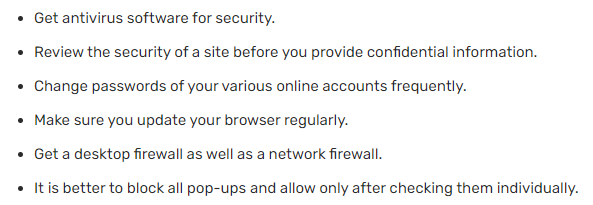 • Get antivirus software for security.
• Review the security of a site before you provide confidential information.
• Change passwords of your various online accounts frequently.
• Make sure you update your browser regularly.
• Get a desktop firewall as well as a network firewall.
• It is better to block all pop-ups and allow only after checking them individually.